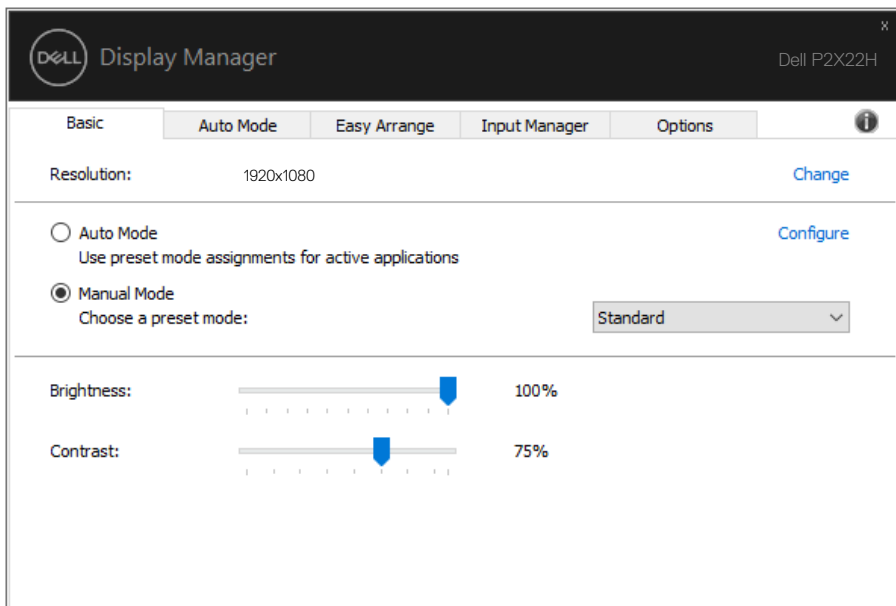 x
DELL Display Manager
Dell P2X22H
Basic Auto Mode Easy Arrange Input Manager Options
Resolution: 1920x1080 Change
Auto Mode Configure
Use preset mode assignments for active applications
Manual Mode
Choose a preset mode: Standard
Brightness: 100%
Contrast: 75%